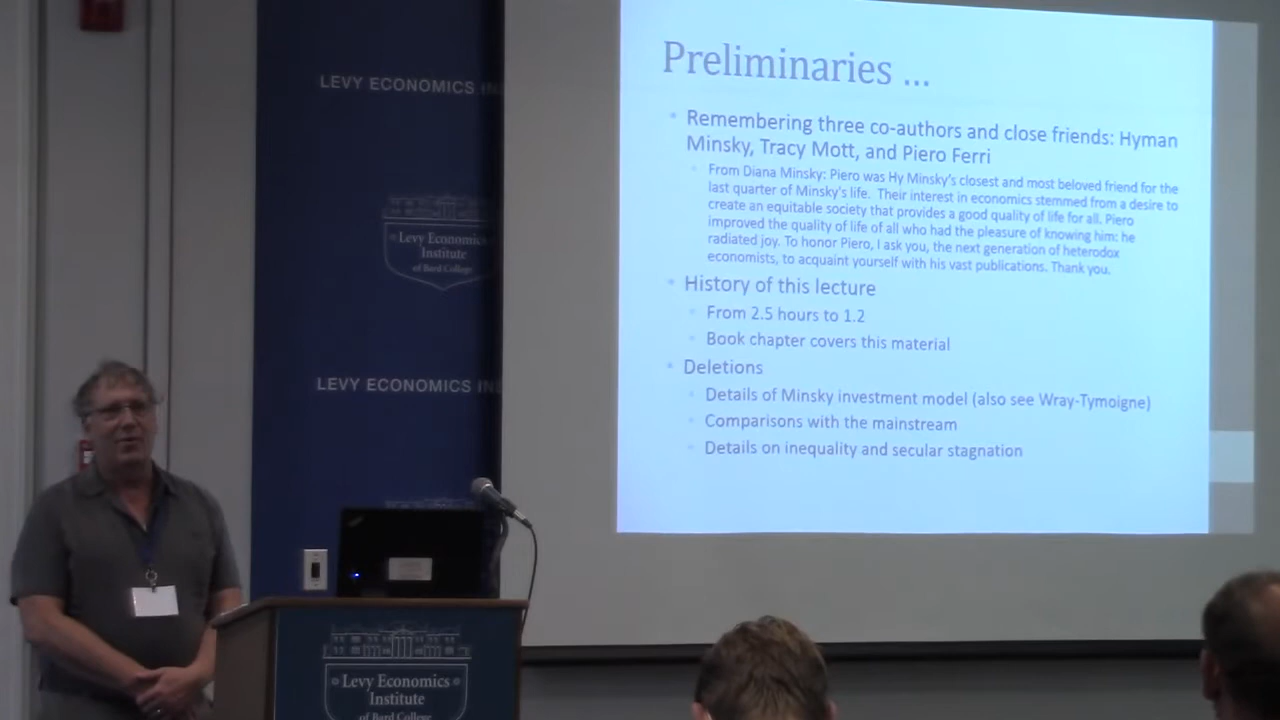 LEVY ECONOMICS
Levy Economics
Institute
of Bard College
LEVY ECONOMICS
Preliminaries ...
Remembering three co-authors and close friends: Hyman
Minsky, Tracy Mott, and Piero Ferri
From Diana Minsky: Piero was Hy Minsky's closest and most beloved friend for the
last quarter of Minsky's life. Their interest in economics stemmed from a desire to
create an equitable society that provides a good quality of life for all. Piero
improved the quality of life of all who had the pleasure of knowing him: he
radiated joy. To honor Piero, I ask you, the next generation of heterodox
economists, to acquaint yourself with his vast publications. Thank you.
History of this lecture
From 2.5 hours to 1.2
Book chapter covers this material
Deletions
Details of Minsky investment model (also see Wray-Tymoigne)
Comparisons with the mainstream
Details on inequality and secular stagnation
Levy Economics
Institute
of Bard College